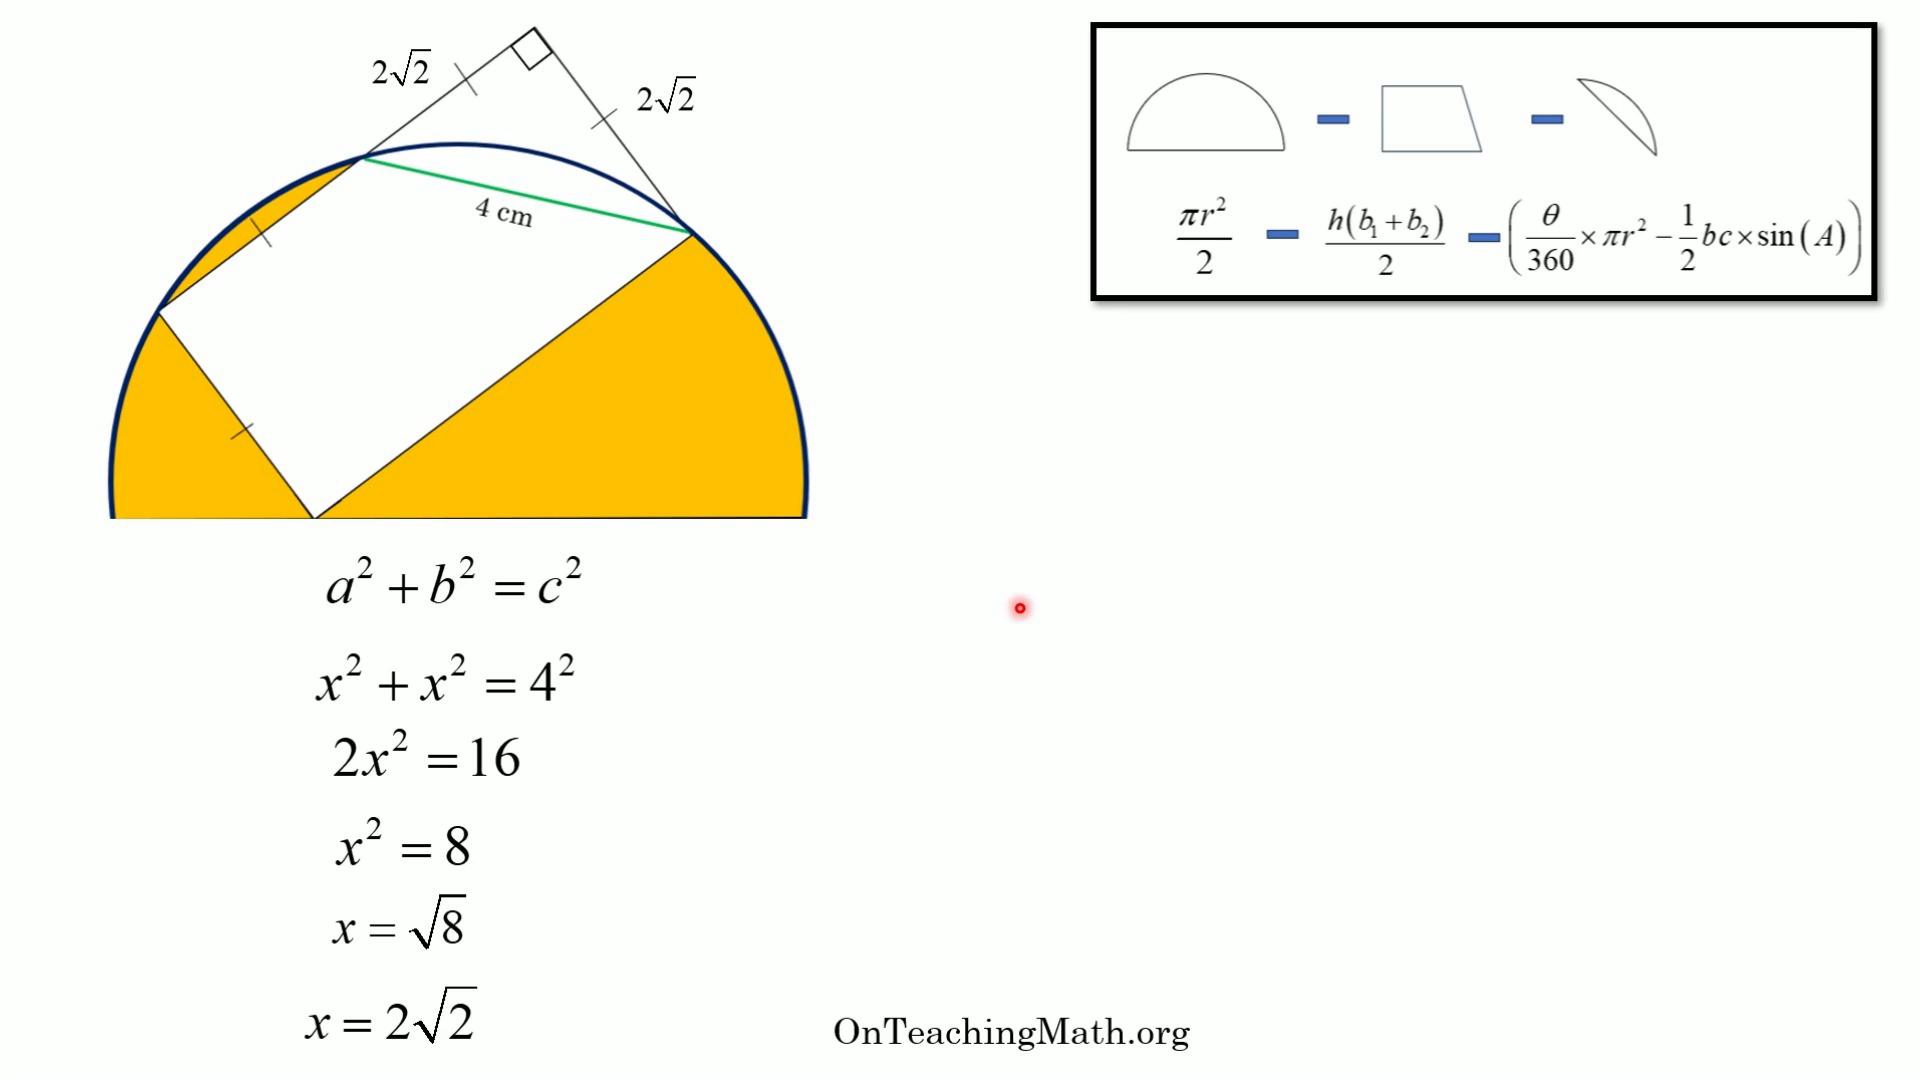 2√2
2√2
4 cm
πr²/2 − h(b₁+b₂)/2 − (θ/360 × πr² − 1/2 bc × sin(A))
a² + b² = c²
x² + x² = 4²
2x² = 16
x² = 8
x = √8
x = 2√2
OnTeachingMath.org